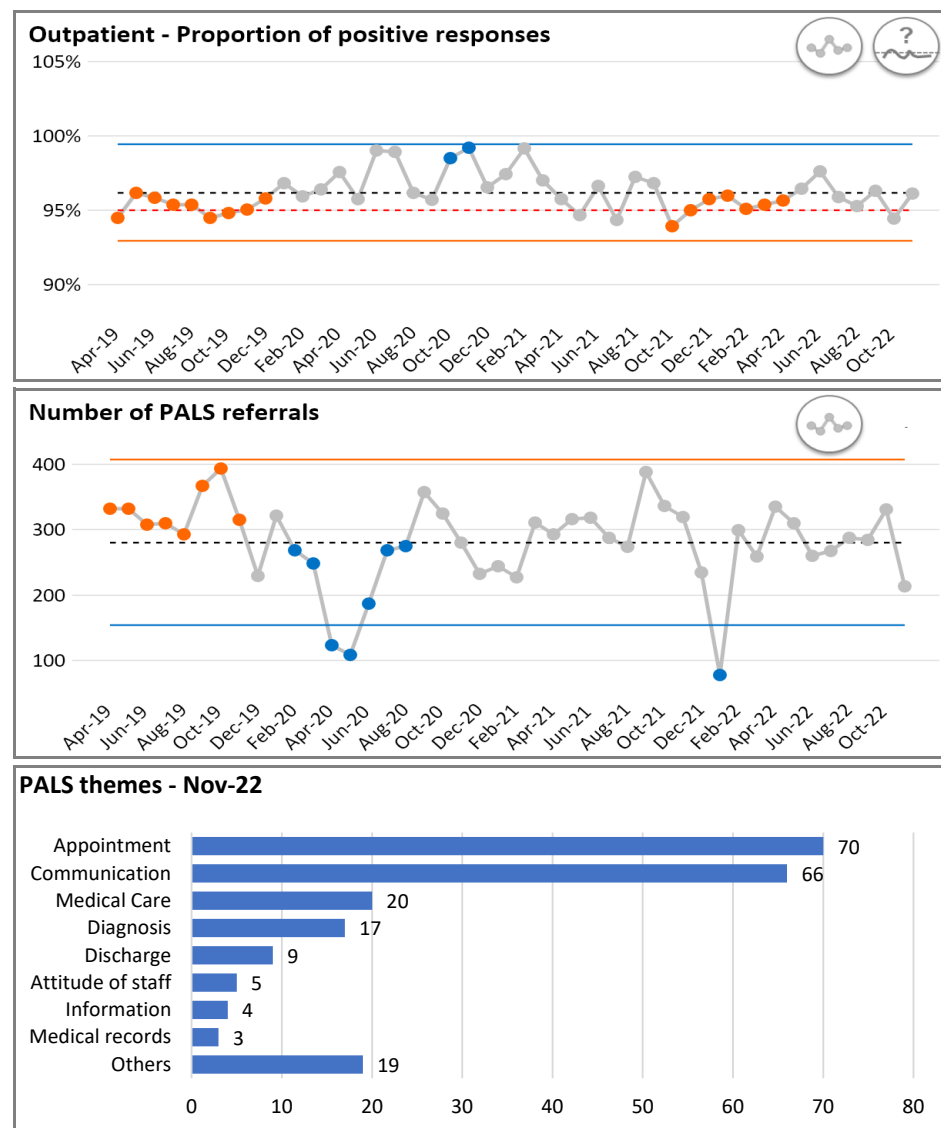 Outpatient - Proportion of positive responses
?
105%
100%
95%
90%
Apr-19 Jun-19 Aug-19 Oct-19 Dec-19 Feb-20 Apr-20 Jun-20 Aug-20 Oct-20 Dec-20 Feb-21 Apr-21 Jun-21 Aug-21 Oct-21 Dec-21 Feb-22 Apr-22 Jun-22 Aug-22 Oct-22
Number of PALS referrals
400
300
200
100
Apr-19 Jun-19 Aug-19 Oct-19 Dec-19 Feb-20 Apr-20 Jun-20 Aug-20 Oct-20 Dec-20 Feb-21 Apr-21 Jun-21 Aug-21 Oct-21 Dec-21 Feb-22 Apr-22 Jun-22 Aug-22 Oct-22
PALS themes - Nov-22
Appointment 70
Communication 66
Medical Care 20
Diagnosis 17
Discharge 9
Attitude of staff 5
Information 4
Medical records 3
Others 19
0 10 20 30 40 50 60 70 80